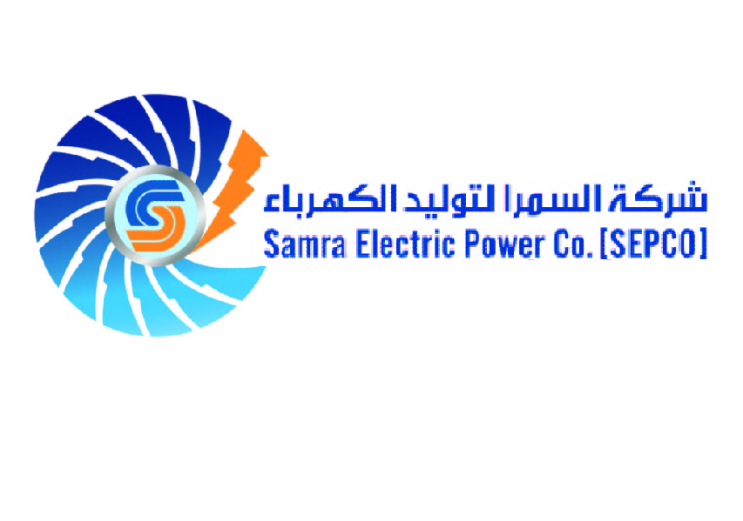 شركة السمرا لتوليد الكهرباء
Samra Electric Power Co. [SEPCO]